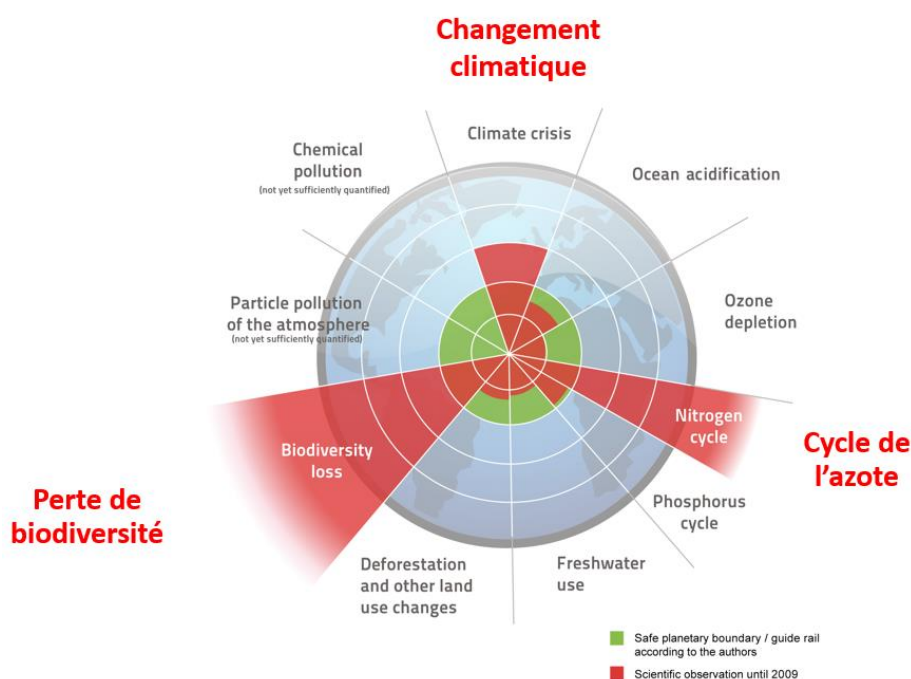 Changement
climatique
Climate crisis
Chemical
pollution
(not yet sufficiently quantified)
Ocean acidification
Particle pollution
of the atmosphere
(not yet sufficiently quantified)
Ozone
depletion
Nitrogen
cycle
Cycle de
l’azote
Biodiversity
loss
Perte de
biodiversité
Phosphorus
cycle
Deforestation
and other land
use changes
Freshwater
use
Safe planetary boundary / guide rail
according to the authors
Scientific observation until 2009